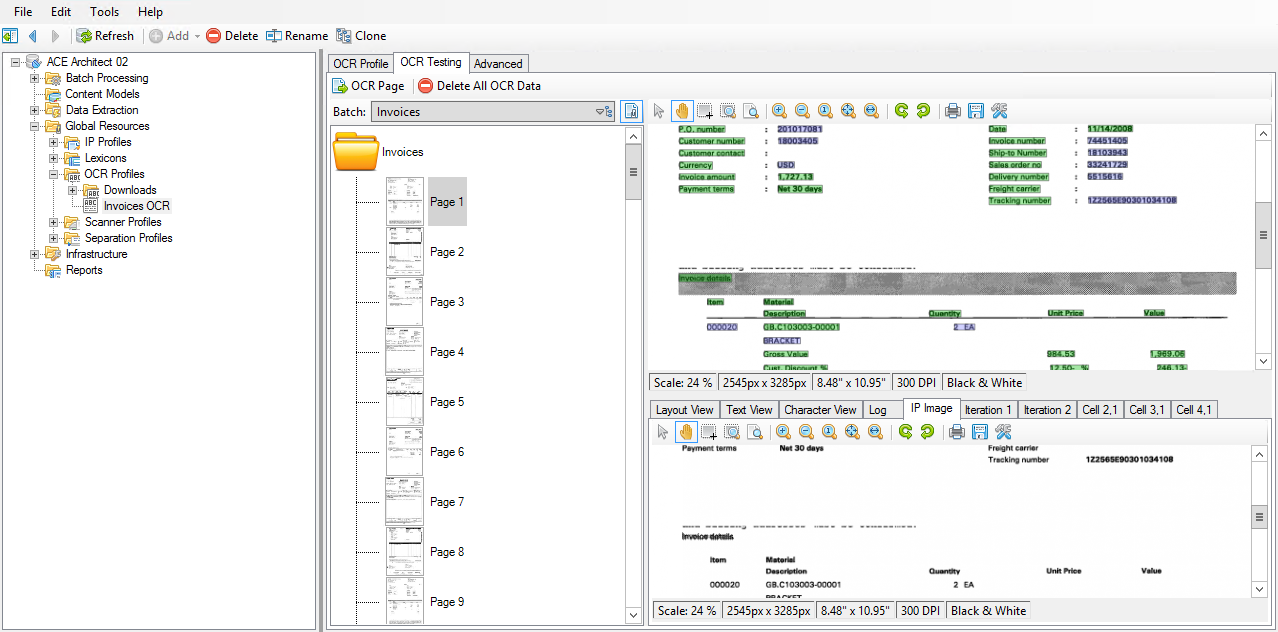 File Edit Tools Help
Refresh Add Delete Rename Clone
ACE Architect 02
Batch Processing
Content Models
Data Extraction
Global Resources
IP Profiles
Lexicons
OCR Profiles
Downloads
Invoices OCR
Scanner Profiles
Separation Profiles
Infrastructure
Reports
OCR Profile OCR Testing Advanced
OCR Page Delete All OCR Data
Batch: Invoices
Invoices
Page 1
Page 2
Page 3
Page 4
Page 5
Page 6
Page 7
Page 8
Page 9
P.O. number : 201017081 Date : 11/14/2008
Customer number : 18003405 Invoice number : 74451405
Customer contact : Ship-to Number : 18103943
Currency : USD Sales order no : 33241729
Invoice amount : 1,727.13 Delivery number : 5515616
Payment terms : Net 30 days Freight carrier :
Tracking number : 1Z2565E90301034108
Invoice details
Item Material
Description Quantity Unit Price Value
000020 GB.C103003-00001 2 EA
BRACKET
Gross Value 984.53 1,969.06
Cust. Discount % 12.50- % 246.13-
Scale: 24 % 2545px x 3285px 8.48" x 10.95" 300 DPI Black & White
Layout View Text View Character View Log IP Image Iteration 1 Iteration 2 Cell 2,1 Cell 3,1 Cell 4,1
Payment terms Net 30 days Freight carrier
Tracking number 1Z2565E90301034108
Invoice details
Item Material
Description Quantity Unit Price Value
000020 GB.C103003-00001 2 EA
BRACKET
Scale: 24 % 2545px x 3285px 8.48" x 10.95" 300 DPI Black & White